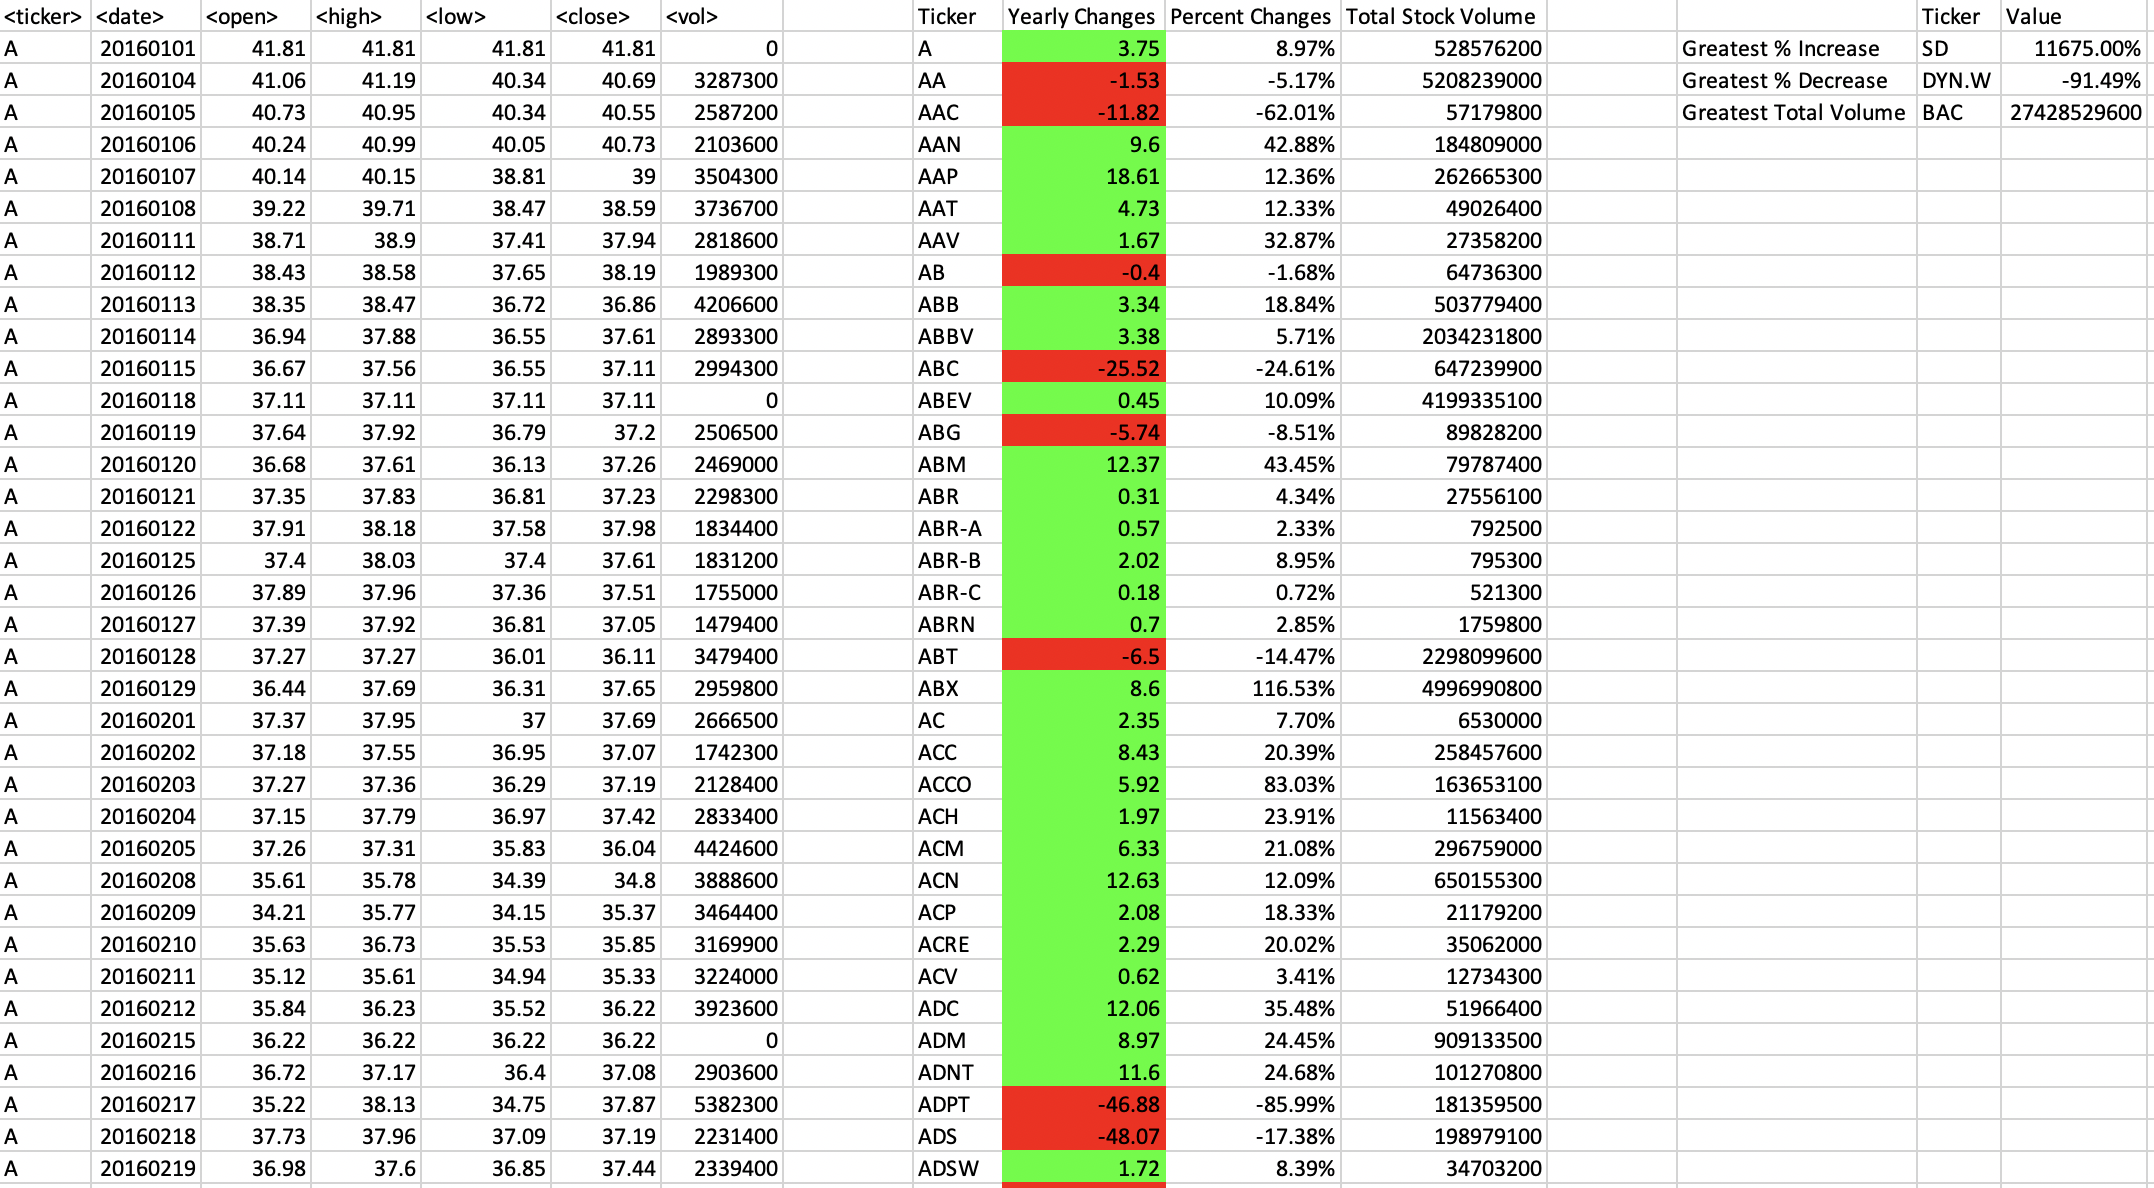 <ticker> <date> <open> <high> <low> <close> <vol> Ticker Yearly Changes Percent Changes Total Stock Volume Ticker Value
A 20160101 41.81 41.81 41.81 41.81 0 A 3.75 8.97% 528576200 Greatest % Increase SD 11675.00%
A 20160104 41.06 41.19 40.34 40.69 3287300 AA -1.53 -5.17% 5208239000 Greatest % Decrease DYN.W -91.49%
A 20160105 40.73 40.95 40.34 40.55 2587200 AAC -11.82 -62.01% 57179800 Greatest Total Volume BAC 27428529600
A 20160106 40.24 40.99 40.05 40.73 2103600 AAN 9.6 42.88% 184809000
A 20160107 40.14 40.15 38.81 39 3504300 AAP 18.61 12.36% 262665300
A 20160108 39.22 39.71 38.47 38.59 3736700 AAT 4.73 12.33% 49026400
A 20160111 38.71 38.9 37.41 37.94 2818600 AAV 1.67 32.87% 27358200
A 20160112 38.43 38.58 37.65 38.19 1989300 AB -0.4 -1.68% 64736300
A 20160113 38.35 38.47 36.72 36.86 4206600 ABB 3.34 18.84% 503779400
A 20160114 36.94 37.88 36.55 37.61 2893300 ABBV 3.38 5.71% 2034231800
A 20160115 36.67 37.56 36.55 37.11 2994300 ABC -25.52 -24.61% 647239900
A 20160118 37.11 37.11 37.11 37.11 0 ABEV 0.45 10.09% 4199335100
A 20160119 37.64 37.92 36.79 37.2 2506500 ABG -5.74 -8.51% 89828200
A 20160120 36.68 37.61 36.13 37.26 2469000 ABM 12.37 43.45% 79787400
A 20160121 37.35 37.83 36.81 37.23 2298300 ABR 0.31 4.34% 27556100
A 20160122 37.91 38.18 37.58 37.98 1834400 ABR-A 0.57 2.33% 792500
A 20160125 37.4 38.03 37.4 37.61 1831200 ABR-B 2.02 8.95% 795300
A 20160126 37.89 37.96 37.36 37.51 1755000 ABR-C 0.18 0.72% 521300
A 20160127 37.39 37.92 36.81 37.05 1479400 ABRN 0.7 2.85% 1759800
A 20160128 37.27 37.27 36.01 36.11 3479400 ABT -6.5 -14.47% 2298099600
A 20160129 36.44 37.69 36.31 37.65 2959800 ABX 8.6 116.53% 4996990800
A 20160201 37.37 37.95 37 37.69 2666500 AC 2.35 7.70% 6530000
A 20160202 37.18 37.55 36.95 37.07 1742300 ACC 8.43 20.39% 258457600
A 20160203 37.27 37.36 36.29 37.19 2128400 ACCO 5.92 83.03% 163653100
A 20160204 37.15 37.79 36.97 37.42 2833400 ACH 1.97 23.91% 11563400
A 20160205 37.26 37.31 35.83 36.04 4424600 ACM 6.33 21.08% 296759000
A 20160208 35.61 35.78 34.39 34.8 3888600 ACN 12.63 12.09% 650155300
A 20160209 34.21 35.77 34.15 35.37 3464400 ACP 2.08 18.33% 21179200
A 20160210 35.63 36.73 35.53 35.85 3169900 ACRE 2.29 20.02% 35062000
A 20160211 35.12 35.61 34.94 35.33 3224000 ACV 0.62 3.41% 12734300
A 20160212 35.84 36.23 35.52 36.22 3923600 ADC 12.06 35.48% 51966400
A 20160215 36.22 36.22 36.22 36.22 0 ADM 8.97 24.45% 909133500
A 20160216 36.72 37.17 36.4 37.08 2903600 ADNT 11.6 24.68% 101270800
A 20160217 35.22 38.13 34.75 37.87 5382300 ADPT -46.88 -85.99% 181359500
A 20160218 37.73 37.96 37.09 37.19 2231400 ADS -48.07 -17.38% 198979100
A 20160219 36.98 37.6 36.85 37.44 2339400 ADSW 1.72 8.39% 34703200